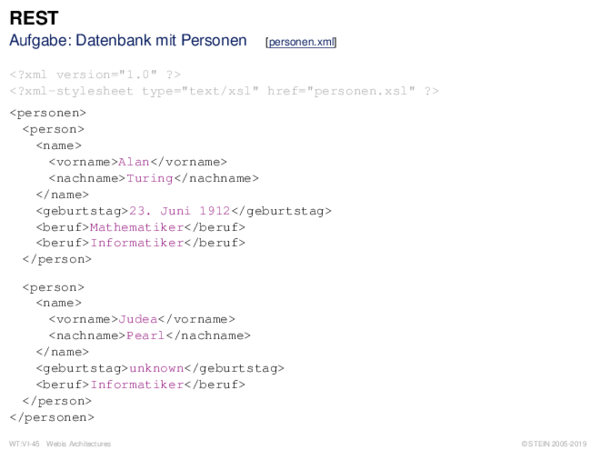 REST
Aufgabe: Datenbank mit Personen [personen.xml]
<?xml version="1.0" ?>
<?xml-stylesheet type="text/xsl" href="personen.xsl" ?>
<personen>
<person>
<name>
<vorname>Alan</vorname>
<nachname>Turing</nachname>
</name>
<geburtstag>23. Juni 1912</geburtstag>
<beruf>Mathematiker</beruf>
<beruf>Informatiker</beruf>
</person>
<person>
<name>
<vorname>Judea</vorname>
<nachname>Pearl</nachname>
</name>
<geburtstag>unknown</geburtstag>
<beruf>Informatiker</beruf>
</person>
</personen>
WT:VI-45 Webis Architectures © STEIN 2005-2019